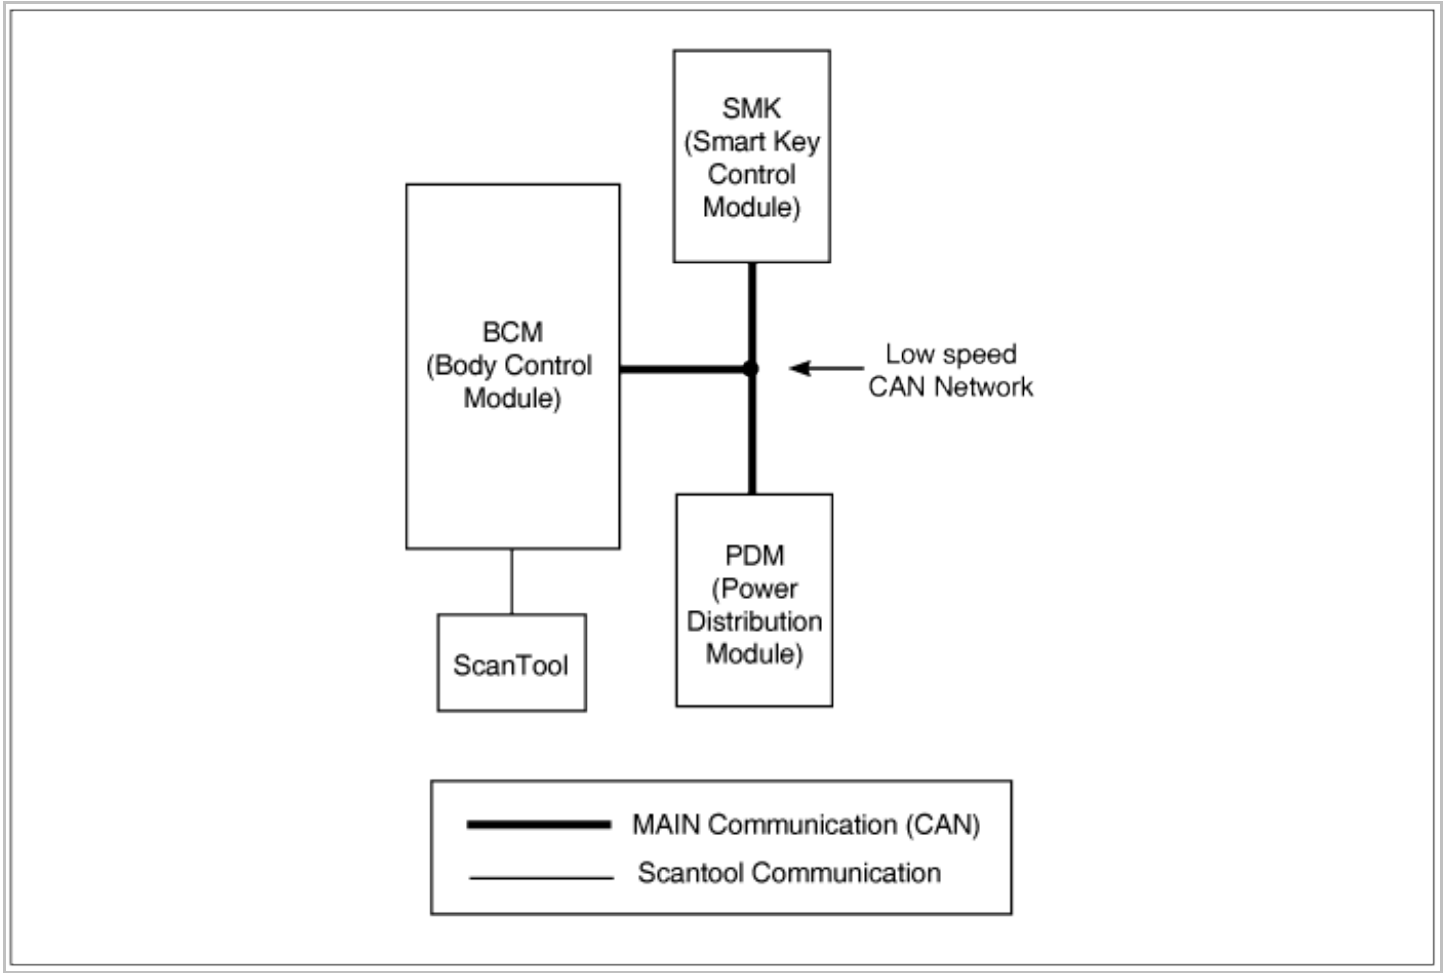 SMK
(Smart Key
Control
Module)
BCM
(Body Control
Module)
Low speed
CAN Network
PDM
(Power
Distribution
Module)
ScanTool
MAIN Communication (CAN)
Scantool Communication